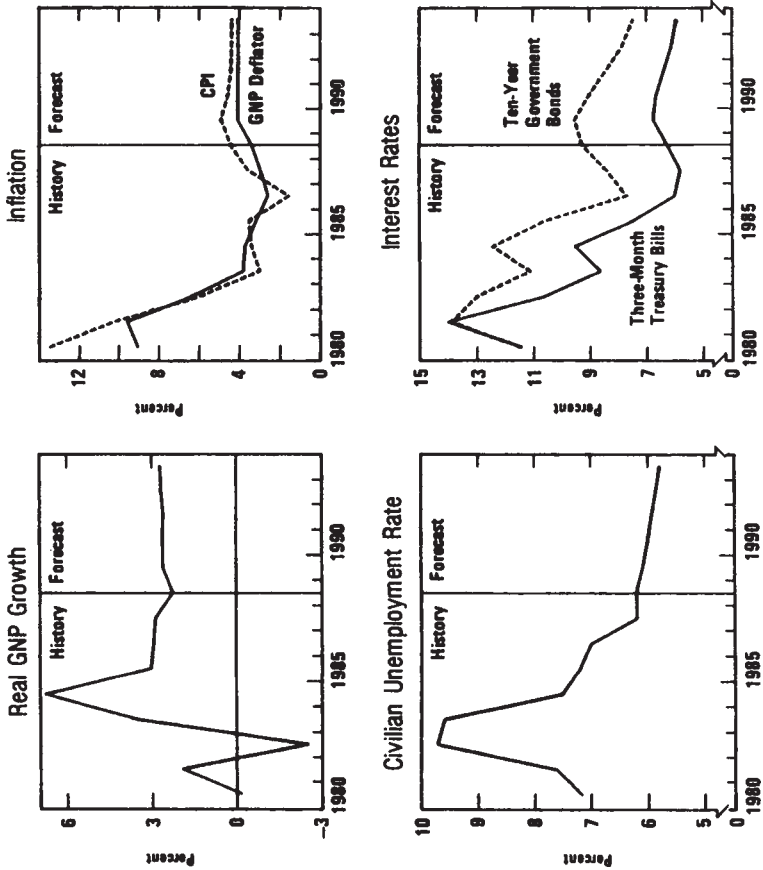 Real GNP Growth
6
3
0
-3
Percent
History
Forecast
1980
1985
1990
Inflation
12
8
4
0
Percent
History
Forecast
CPI
GNP Deflator
1980
1985
1990
Civilian Unemployment Rate
10
9
8
7
6
0
Percent
History
Forecast
1980
1985
1990
Interest Rates
15
13
11
9
7
5
0
Percent
History
Forecast
Ten-Year
Government
Bonds
Three-Month
Treasury Bills
1980
1985
1990